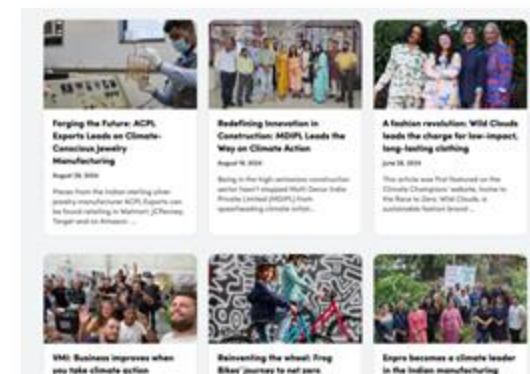 Forging the Future: ACPL
Exports Leads on Climate-
Conscious Jewelry
Manufacturing
August 28, 2024
Pieces from the Indian sterling silver
jewelry manufacturer ACPL Exports can
be found retailing in Walmart, JCPenney,
Target and on Amazon ...
Redefining Innovation in
Construction: MDIPL Leads the
Way on Climate Action
August 19, 2024
Being in the high-emissions construction
sector hasn't stopped Multi Decor India
Private Limited (MDIPL) from
spearheading climate initiat...
A fashion revolution: Wild Clouds
leads the charge for low-impact,
long-lasting clothing
June 28, 2024
This article was first featured on the
Climate Champions' website, home to
the Race to Zero. Wild Clouds, a
sustainable fashion brand ...
VMI: Business improves when
you take climate action
Reinventing the wheel: Frog
Bikes' journey to net zero
Enpro becomes a climate leader
in the Indian manufacturing